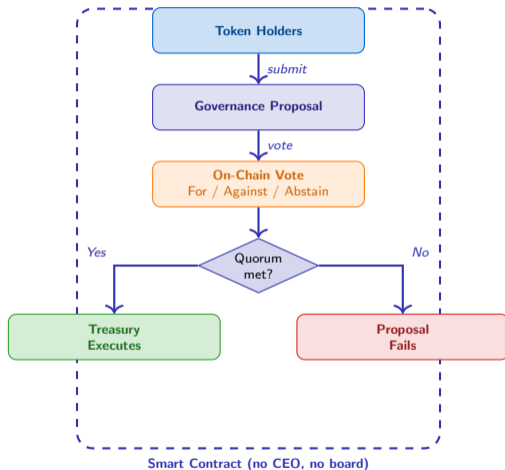 Token Holders
submit
Governance Proposal
vote
On-Chain Vote
For / Against / Abstain
Quorum
met?
Yes
No
Treasury
Executes
Proposal
Fails
Smart Contract (no CEO, no board)